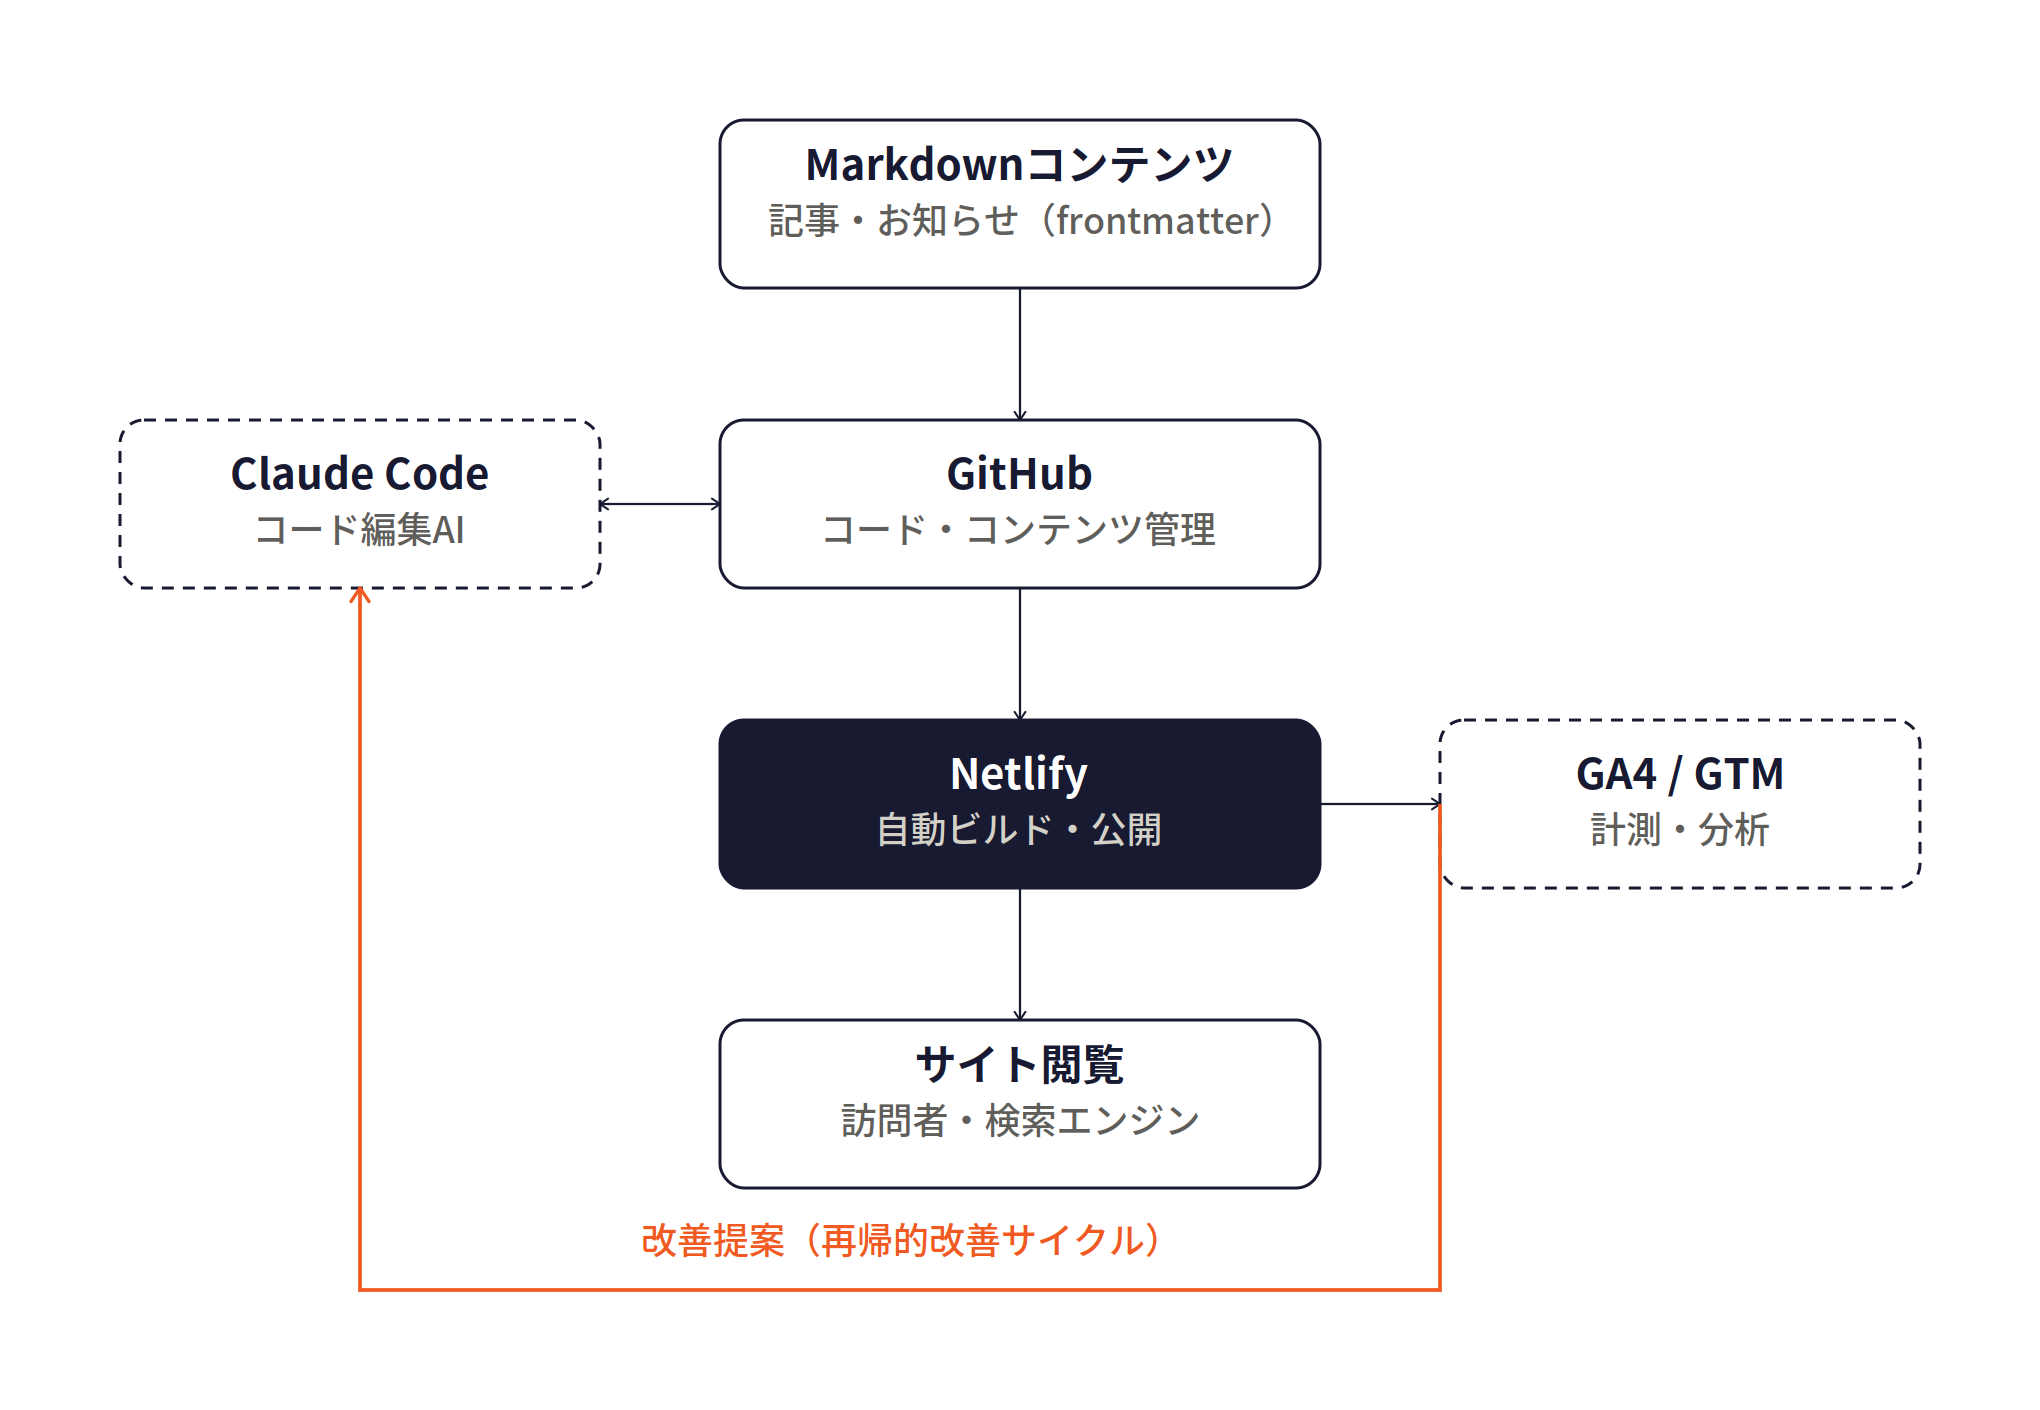 Markdownコンテンツ
記事・お知らせ（frontmatter）
Claude Code
コード編集AI
GitHub
コード・コンテンツ管理
Netlify
自動ビルド・公開
GA4 / GTM
計測・分析
サイト閲覧
訪問者・検索エンジン
改善提案（再帰的改善サイクル）